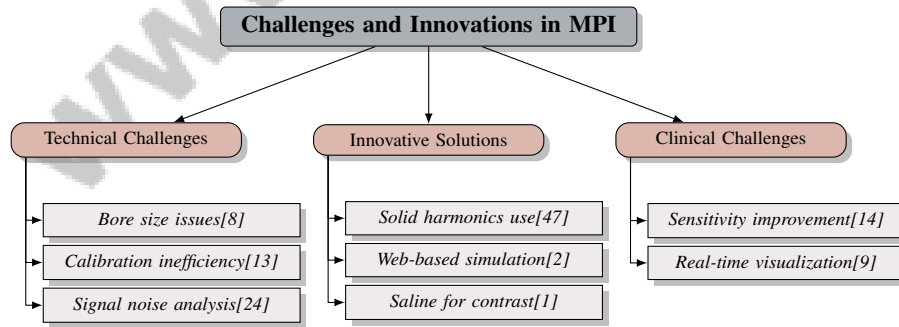 Challenges and Innovations in MPI
Technical Challenges
Innovative Solutions
Clinical Challenges
Bore size issues[8]
Calibration inefficiency[13]
Signal noise analysis[24]
Solid harmonics use[47]
Web-based simulation[2]
Saline for contrast[1]
Sensitivity improvement[14]
Real-time visualization[9]